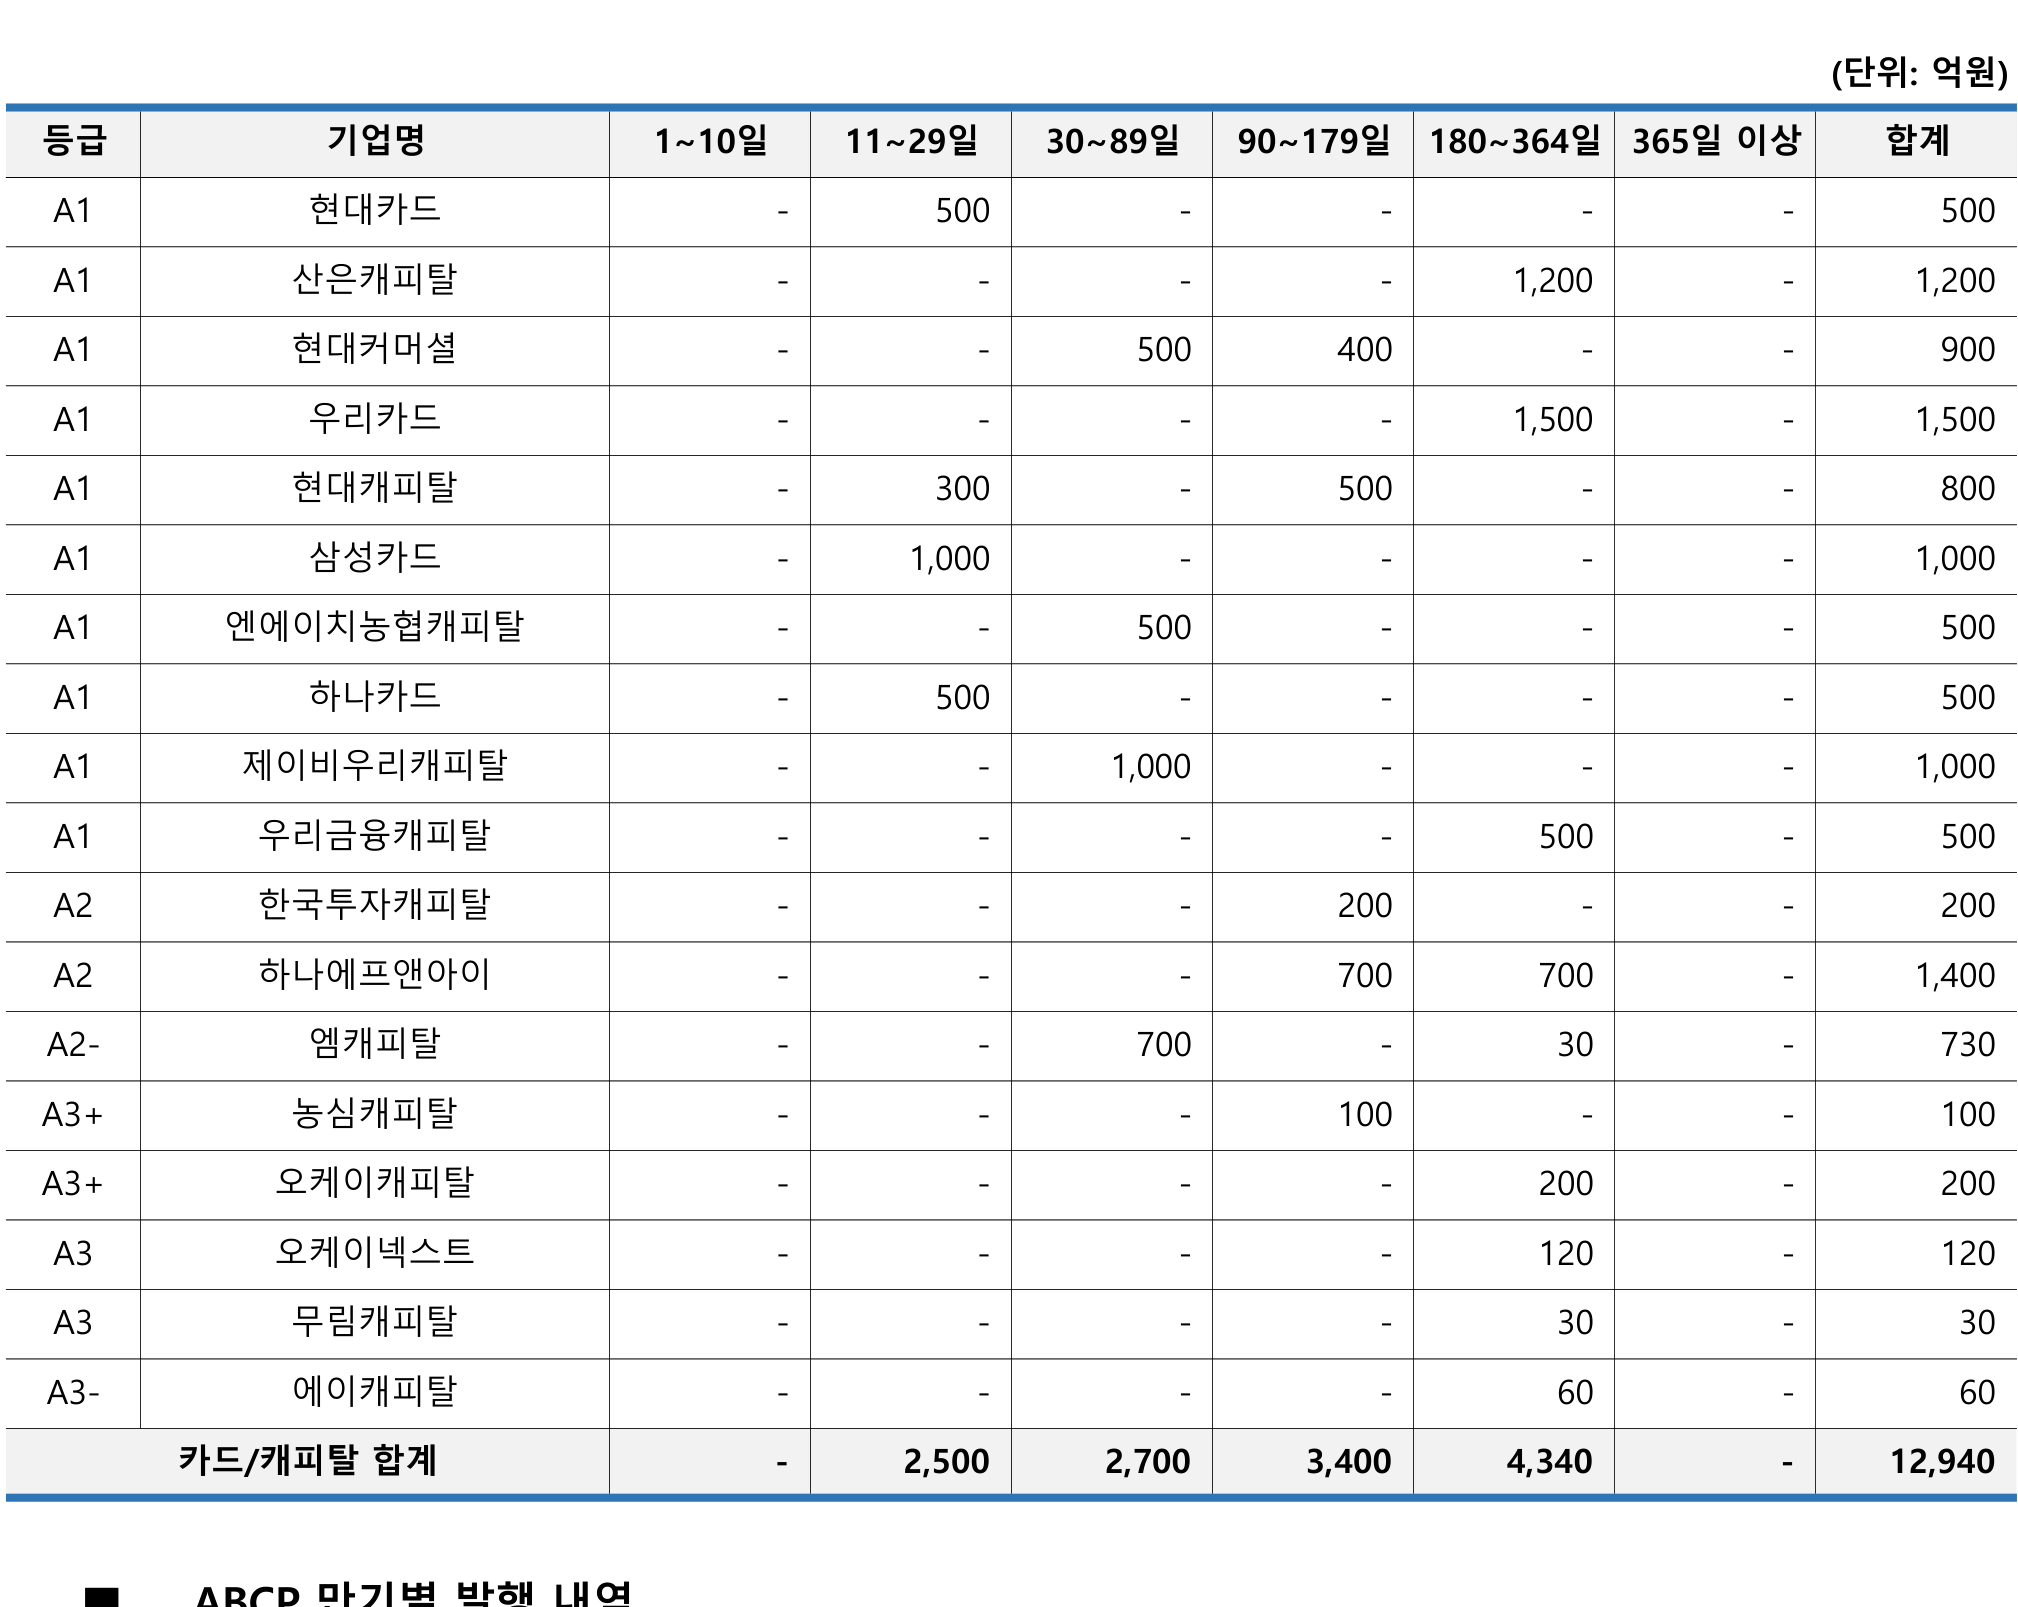 (단위: 억원)
등급 기업명 1~10일 11~29일 30~89일 90~179일 180~364일 365일 이상 합계
A1 현대카드 - 500 - - - - 500
A1 산은캐피탈 - - - - 1,200 - 1,200
A1 현대커머셜 - - 500 400 - - 900
A1 우리카드 - - - - 1,500 - 1,500
A1 현대캐피탈 - 300 - 500 - - 800
A1 삼성카드 - 1,000 - - - - 1,000
A1 엔에이치농협캐피탈 - - 500 - - - 500
A1 하나카드 - 500 - - - - 500
A1 제이비우리캐피탈 - - 1,000 - - - 1,000
A1 우리금융캐피탈 - - - - 500 - 500
A2 한국투자캐피탈 - - - 200 - - 200
A2 하나에프앤아이 - - - 700 700 - 1,400
A2- 엠캐피탈 - - 700 - 30 - 730
A3+ 농심캐피탈 - - - 100 - - 100
A3+ 오케이캐피탈 - - - - 200 - 200
A3 오케이넥스트 - - - - 120 - 120
A3 무림캐피탈 - - - - 30 - 30
A3- 에이캐피탈 - - - - 60 - 60
카드/캐피탈 합계 - 2,500 2,700 3,400 4,340 - 12,940
■ ABCP 만기별 발행 내역